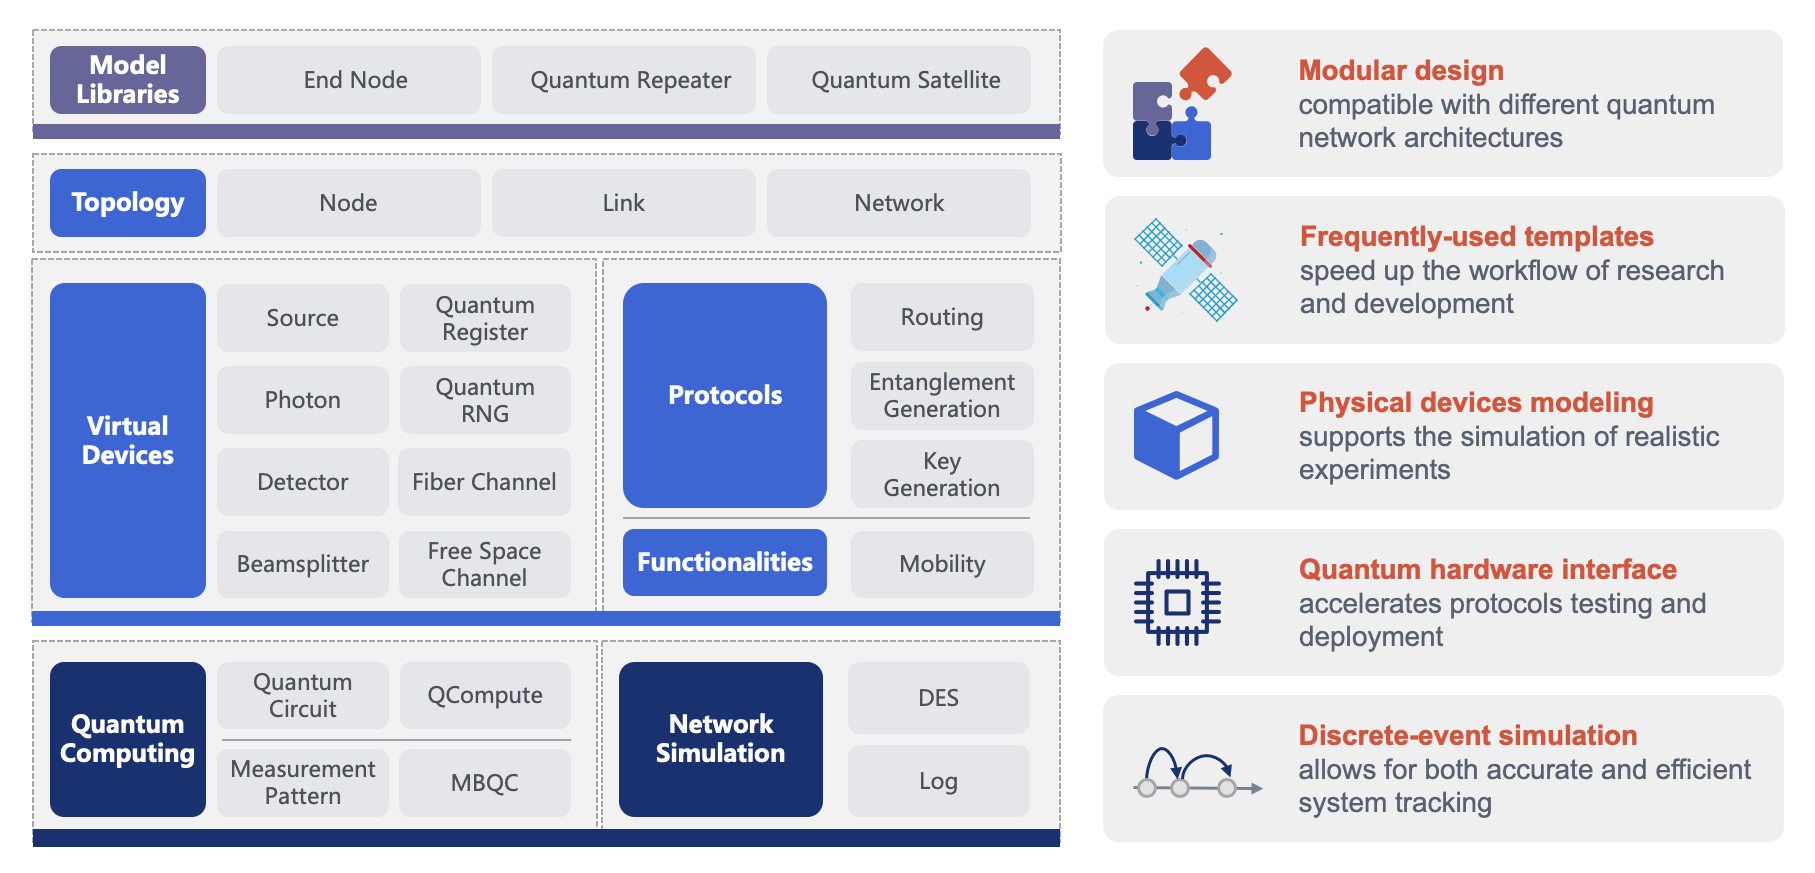 Model
Libraries
End Node
Quantum Repeater
Quantum Satellite
Topology
Node
Link
Network
Virtual
Devices
Source
Quantum
Register
Photon
Quantum
RNG
Detector
Fiber Channel
Beamsplitter
Free Space
Channel
Protocols
Routing
Entanglement
Generation
Key
Generation
Functionalities
Mobility
Quantum
Computing
Quantum
Circuit
QCompute
Measurement
Pattern
MBQC
Network
Simulation
DES
Log
Modular design
compatible with different quantum
network architectures
Frequently-used templates
speed up the workflow of research
and development
Physical devices modeling
supports the simulation of realistic
experiments
Quantum hardware interface
accelerates protocols testing and
deployment
Discrete-event simulation
allows for both accurate and efficient
system tracking